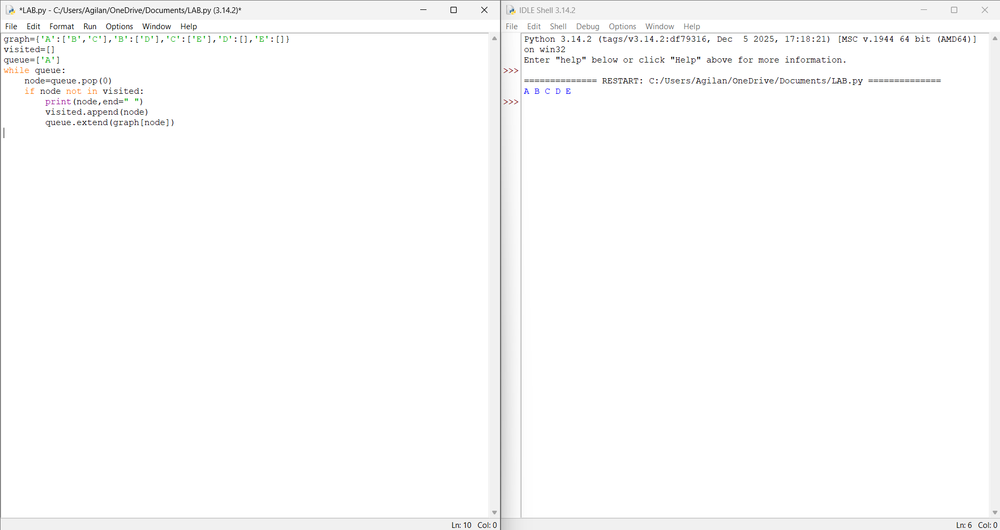 *LAB.py - C:/Users/Agilan/OneDrive/Documents/LAB.py (3.14.2)*
File Edit Format Run Options Window Help
graph={'A':['B','C'],'B':['D'],'C':['E'],'D':[],'E':[]}
visited=[]
queue=['A']
while queue:
    node=queue.pop(0)
    if node not in visited:
        print(node,end=" ")
        visited.append(node)
        queue.extend(graph[node])
Ln: 10 Col: 0
IDLE Shell 3.14.2
File Edit Shell Debug Options Window Help
Python 3.14.2 (tags/v3.14.2:df79316, Dec  5 2025, 17:18:21) [MSC v.1944 64 bit (AMD64)]
on win32
Enter "help" below or click "Help" above for more information.
>>>
============== RESTART: C:/Users/Agilan/OneDrive/Documents/LAB.py ==============
A B C D E
>>>
Ln: 6 Col: 0